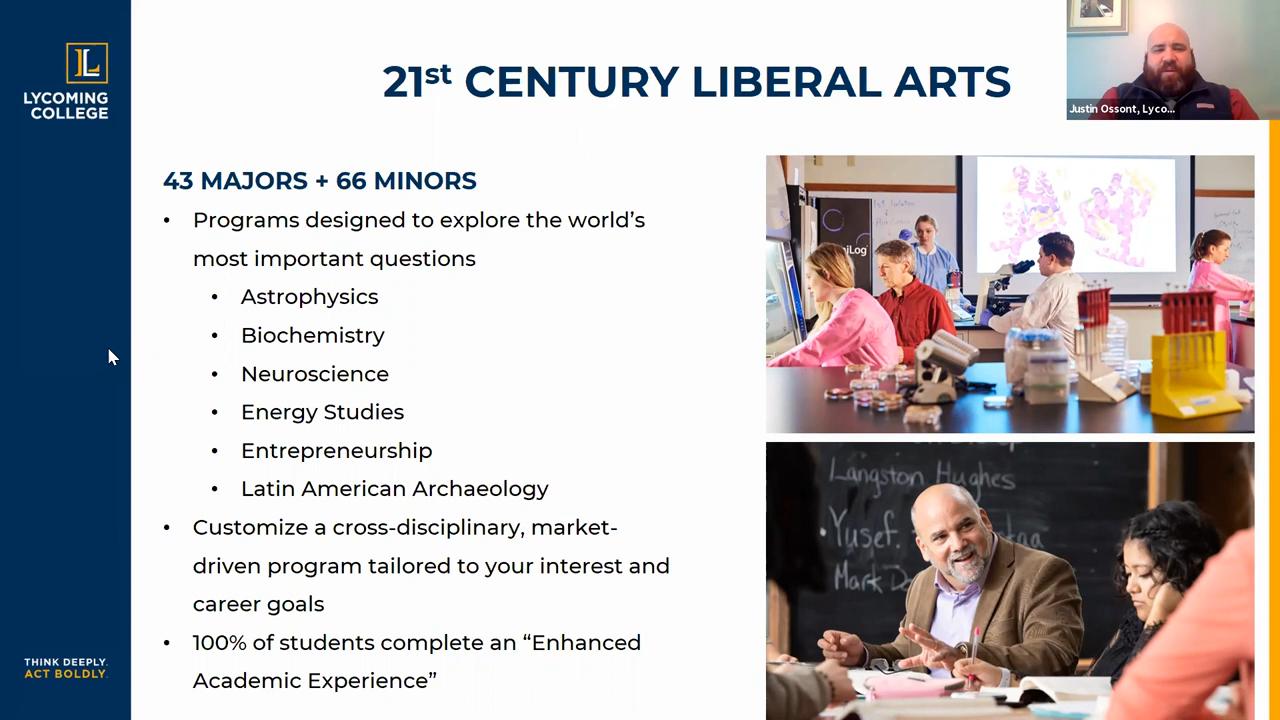 LYCOMING
COLLEGE
21st CENTURY LIBERAL ARTS
Justin Ossont, Lyco...
43 MAJORS + 66 MINORS
• Programs designed to explore the world’s
most important questions
• Astrophysics
• Biochemistry
• Neuroscience
• Energy Studies
• Entrepreneurship
• Latin American Archaeology
• Customize a cross-disciplinary, market-
driven program tailored to your interest and
career goals
• 100% of students complete an “Enhanced
Academic Experience”
Langston Hughes
Yusef
Mark
THINK DEEPLY.
ACT BOLDLY.